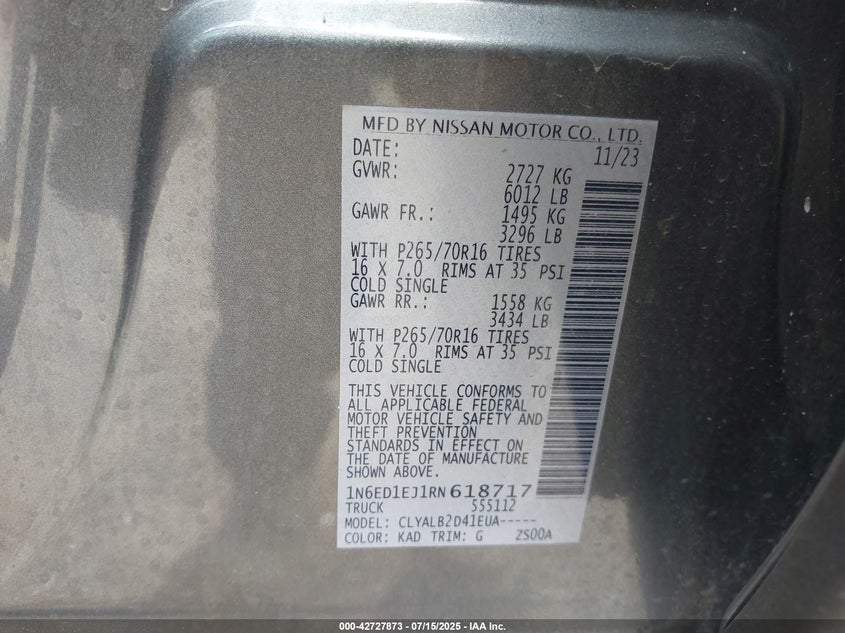 MFD BY NISSAN MOTOR CO., LTD.
DATE: 11/23
GVWR: 2727 KG
6012 LB
GAWR FR.: 1495 KG
3296 LB
WITH P265/70R16 TIRES
16 X 7.0 RIMS AT 35 PSI
COLD SINGLE
GAWR RR.: 1558 KG
3434 LB
WITH P265/70R16 TIRES
16 X 7.0 RIMS AT 35 PSI
COLD SINGLE
THIS VEHICLE CONFORMS TO
ALL APPLICABLE FEDERAL
MOTOR VEHICLE SAFETY AND
THEFT PREVENTION
STANDARDS IN EFFECT ON
THE DATE OF MANUFACTURE
SHOWN ABOVE.
1N6ED1EJ1RN618717
TRUCK 555112
MODEL: CLYALB2D41EUA-----
COLOR: KAD TRIM: G ZS00A
000-42727873 - 07/15/2025 - IAA Inc.